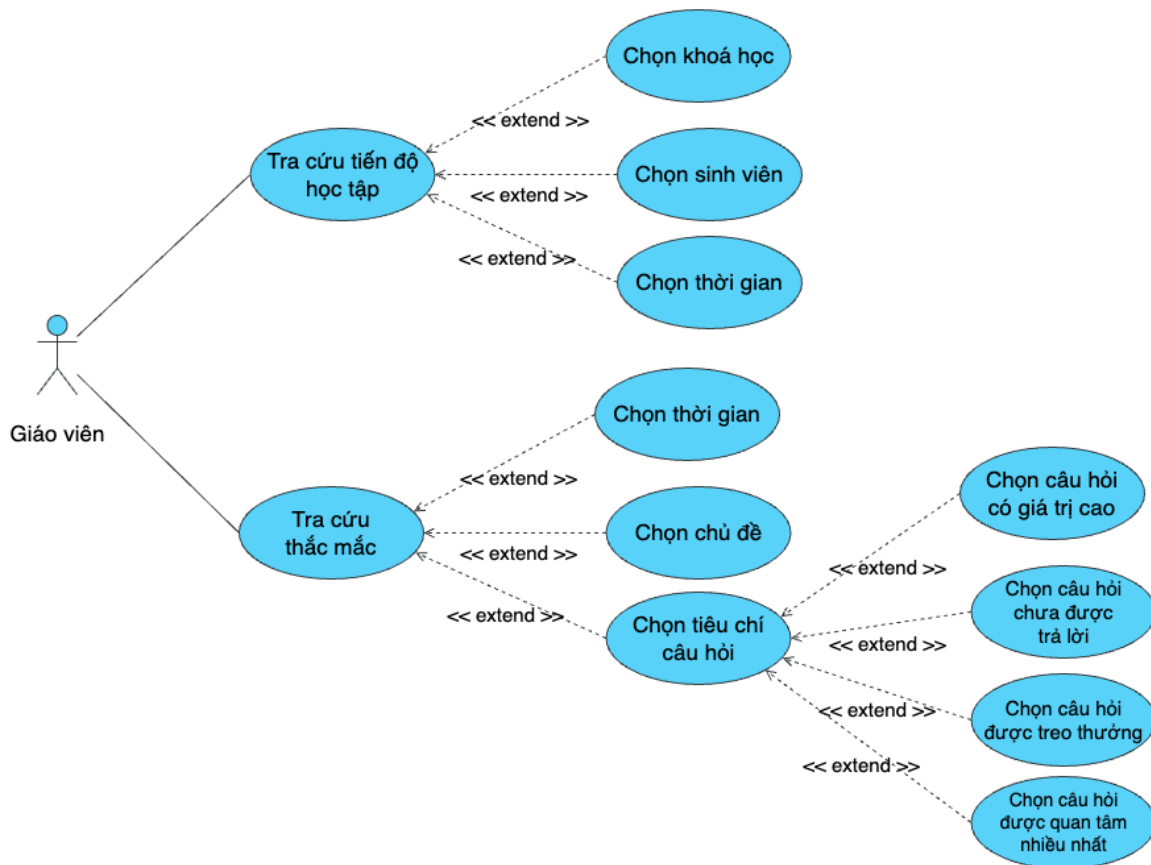 Chọn khoá học
<< extend >>
Tra cứu tiến độ
học tập
Chọn sinh viên
<< extend >>
<< extend >>
Chọn thời gian
Giáo viên
Chọn thời gian
<< extend >>
Tra cứu
thắc mắc
Chọn chủ đề
<< extend >>
<< extend >>
Chọn tiêu chí
câu hỏi
Chọn câu hỏi
có giá trị cao
<< extend >>
Chọn câu hỏi
chưa được
trả lời
<< extend >>
Chọn câu hỏi
được treo thưởng
<< extend >>
<< extend >>
Chọn câu hỏi
được quan tâm
nhiều nhất